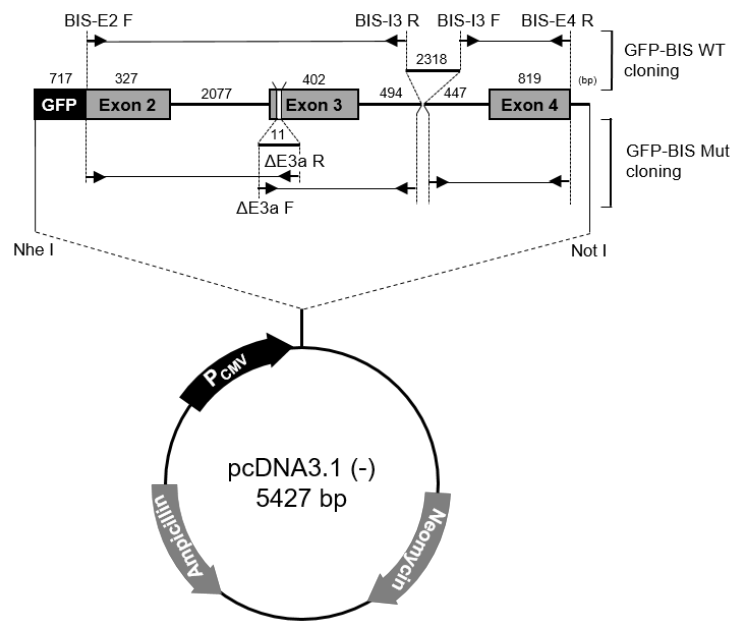 BIS-E2 F BIS-I3 R BIS-I3 F BIS-E4 R
2318
GFP-BIS WT
cloning
717 327 2077 402 494 447 819 (bp)
GFP Exon 2 Exon 3 Exon 4
11
ΔE3a R
ΔE3a F
GFP-BIS Mut
cloning
Nhe I Not I
PCMV
pcDNA3.1 (-)
5427 bp
Ampicillin
Neomycin